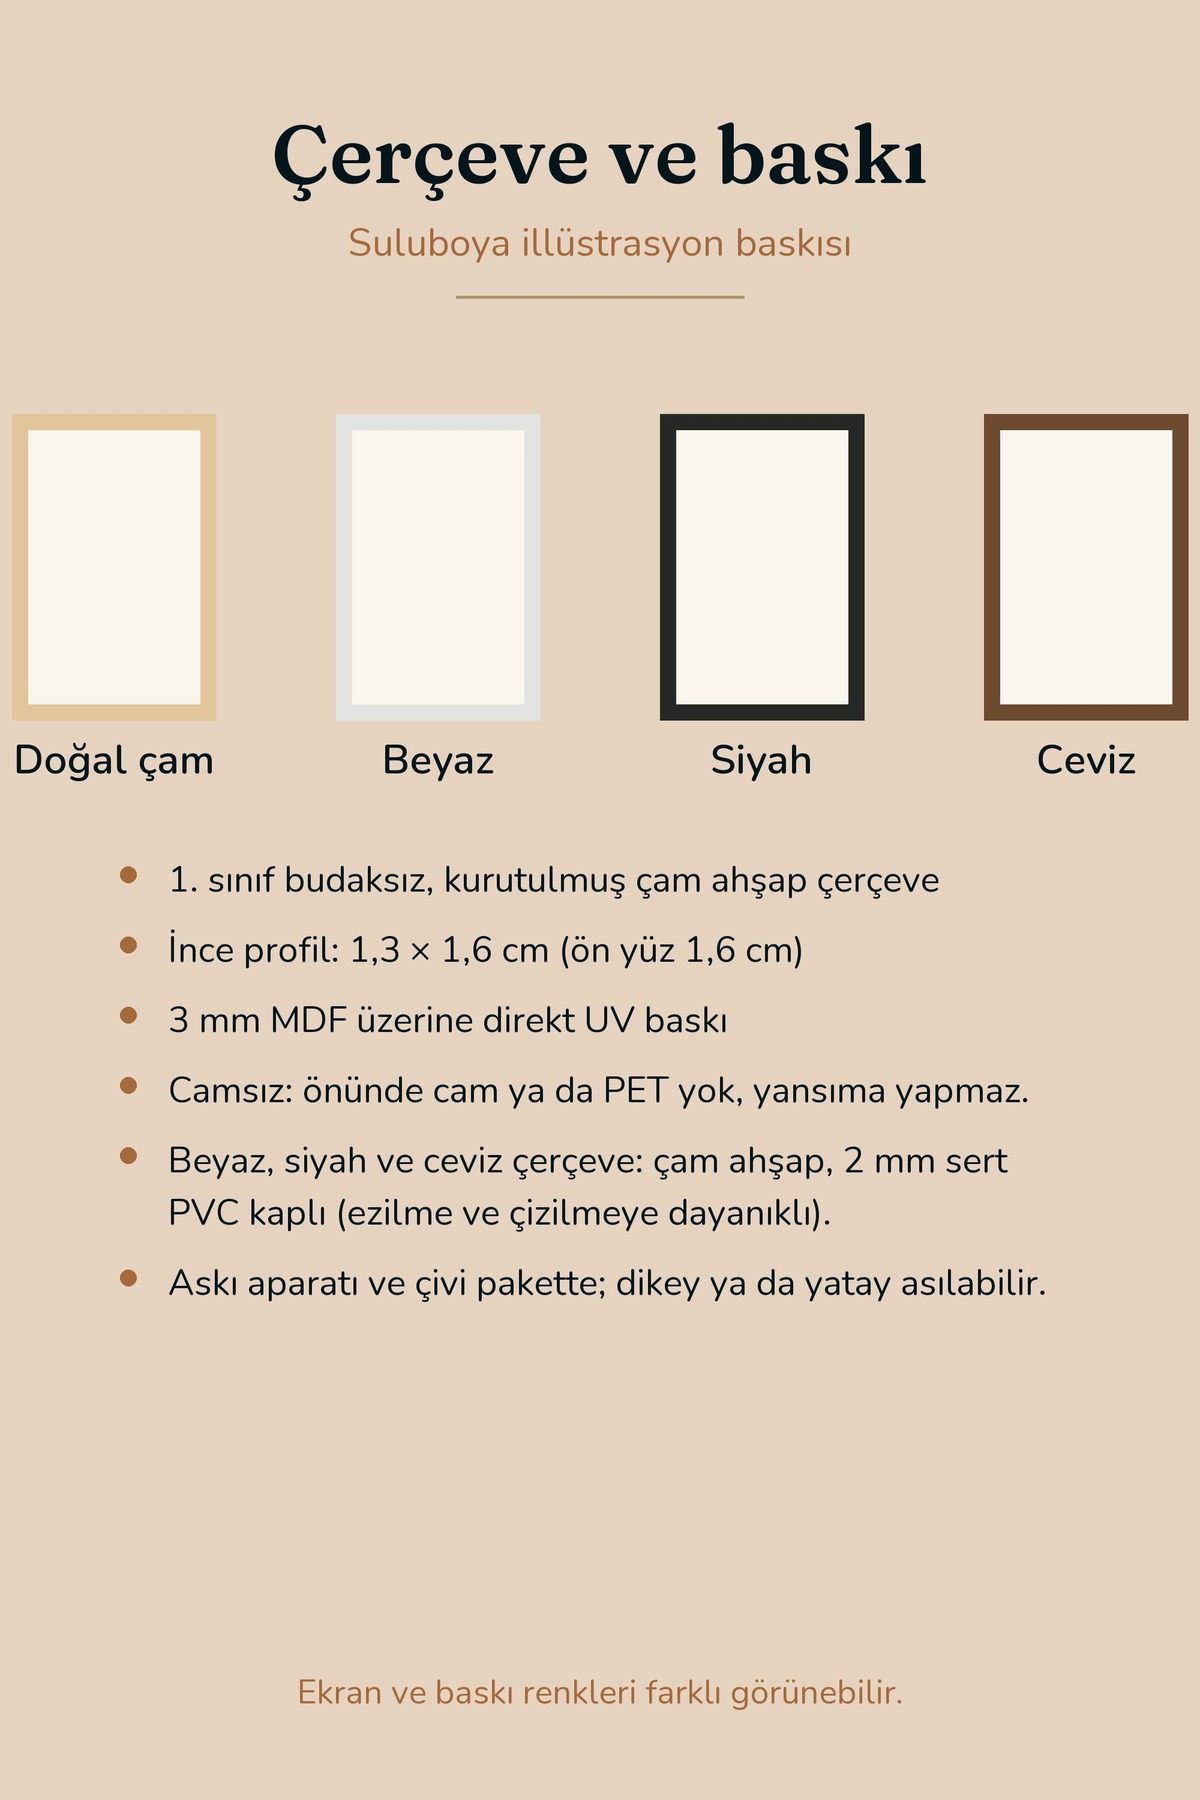 Çerçeve ve baskı
Suluboya illüstrasyon baskısı
Doğal çam
Beyaz
Siyah
Ceviz
1. sınıf budaksız, kurutulmuş çam ahşap çerçeve
İnce profil: 1,3 × 1,6 cm (ön yüz 1,6 cm)
3 mm MDF üzerine direkt UV baskı
Camsız: önünde cam ya da PET yok, yansıma yapmaz.
Beyaz, siyah ve ceviz çerçeve: çam ahşap, 2 mm sert
PVC kaplı (ezilme ve çizilmeye dayanıklı).
Askı aparatı ve çivi pakette; dikey ya da yatay asılabilir.
Ekran ve baskı renkleri farklı görünebilir.